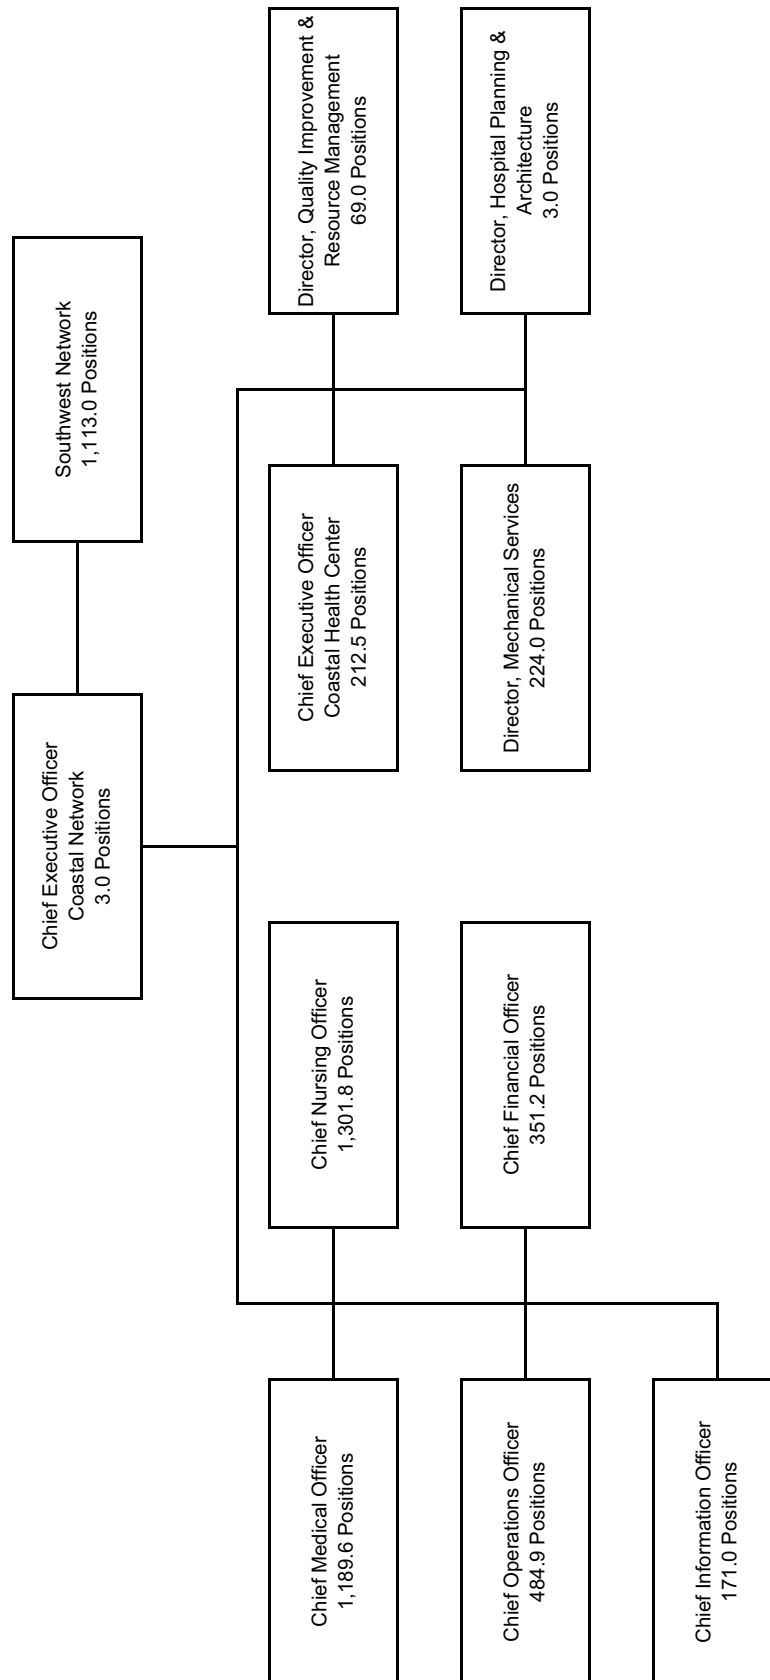 Chief Executive Officer
Coastal Network
3.0 Positions
Southwest Network
1,113.0 Positions
Chief Medical Officer
1,189.6 Positions
Chief Nursing Officer
1,301.8 Positions
Chief Executive Officer
Coastal Health Center
212.5 Positions
Director, Quality Improvement &
Resource Management
69.0 Positions
Chief Operations Officer
484.9 Positions
Chief Financial Officer
351.2 Positions
Director, Mechanical Services
224.0 Positions
Director, Hospital Planning &
Architecture
3.0 Positions
Chief Information Officer
171.0 Positions